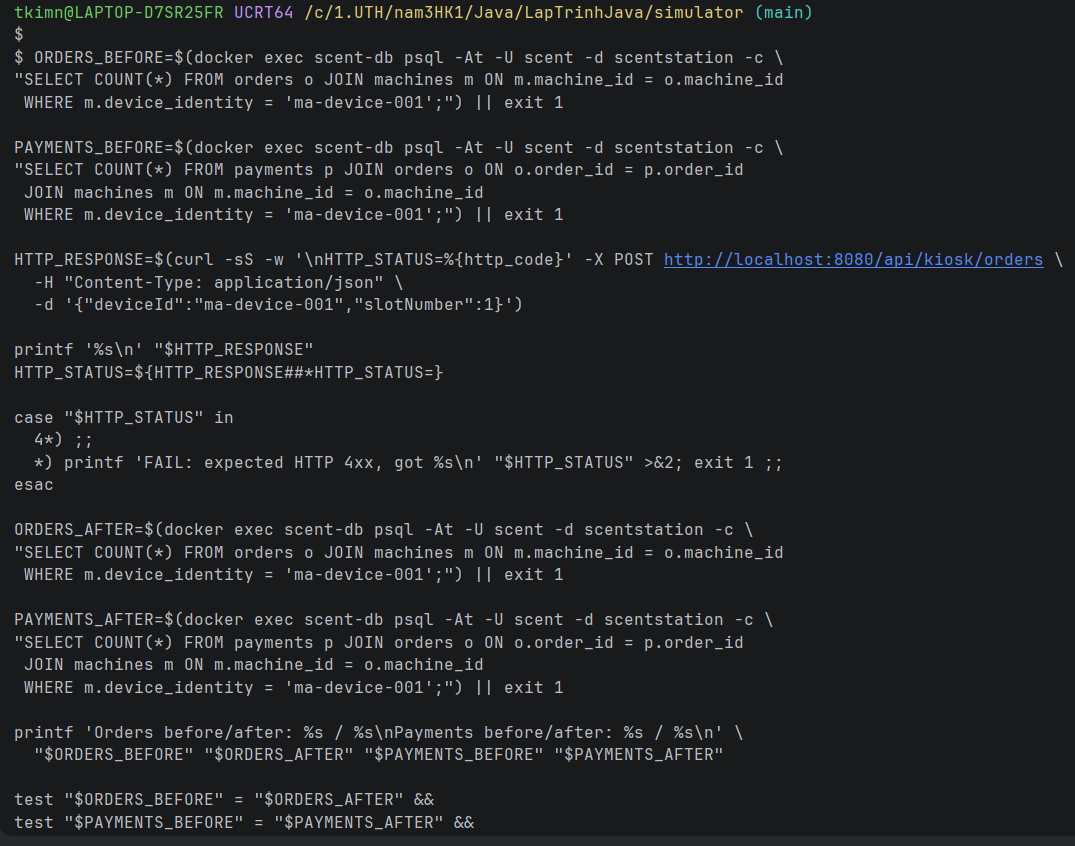 tkimn@LAPTOP-D7SR25FR UCRT64 /c/1.UTH/nam3HK1/Java/LapTrinhJava/simulator (main)
$
$ ORDERS_BEFORE=$(docker exec scent-db psql -At -U scent -d scentstation -c \
"SELECT COUNT(*) FROM orders o JOIN machines m ON m.machine_id = o.machine_id
 WHERE m.device_identity = 'ma-device-001';") || exit 1

PAYMENTS_BEFORE=$(docker exec scent-db psql -At -U scent -d scentstation -c \
"SELECT COUNT(*) FROM payments p JOIN orders o ON o.order_id = p.order_id
 JOIN machines m ON m.machine_id = o.machine_id
 WHERE m.device_identity = 'ma-device-001';") || exit 1

HTTP_RESPONSE=$(curl -sS -w '\nHTTP_STATUS=%{http_code}' -X POST http://localhost:8080/api/kiosk/orders \
  -H "Content-Type: application/json" \
  -d '{"deviceId":"ma-device-001","slotNumber":1}')

printf '%s\n' "$HTTP_RESPONSE"
HTTP_STATUS=${HTTP_RESPONSE##*HTTP_STATUS=}

case "$HTTP_STATUS" in
  4*) ;;
  *) printf 'FAIL: expected HTTP 4xx, got %s\n' "$HTTP_STATUS" >&2; exit 1 ;;
esac

ORDERS_AFTER=$(docker exec scent-db psql -At -U scent -d scentstation -c \
"SELECT COUNT(*) FROM orders o JOIN machines m ON m.machine_id = o.machine_id
 WHERE m.device_identity = 'ma-device-001';") || exit 1

PAYMENTS_AFTER=$(docker exec scent-db psql -At -U scent -d scentstation -c \
"SELECT COUNT(*) FROM payments p JOIN orders o ON o.order_id = p.order_id
 JOIN machines m ON m.machine_id = o.machine_id
 WHERE m.device_identity = 'ma-device-001';") || exit 1

printf 'Orders before/after: %s / %s\nPayments before/after: %s / %s\n' \
  "$ORDERS_BEFORE" "$ORDERS_AFTER" "$PAYMENTS_BEFORE" "$PAYMENTS_AFTER"

test "$ORDERS_BEFORE" = "$ORDERS_AFTER" &&
test "$PAYMENTS_BEFORE" = "$PAYMENTS_AFTER" &&